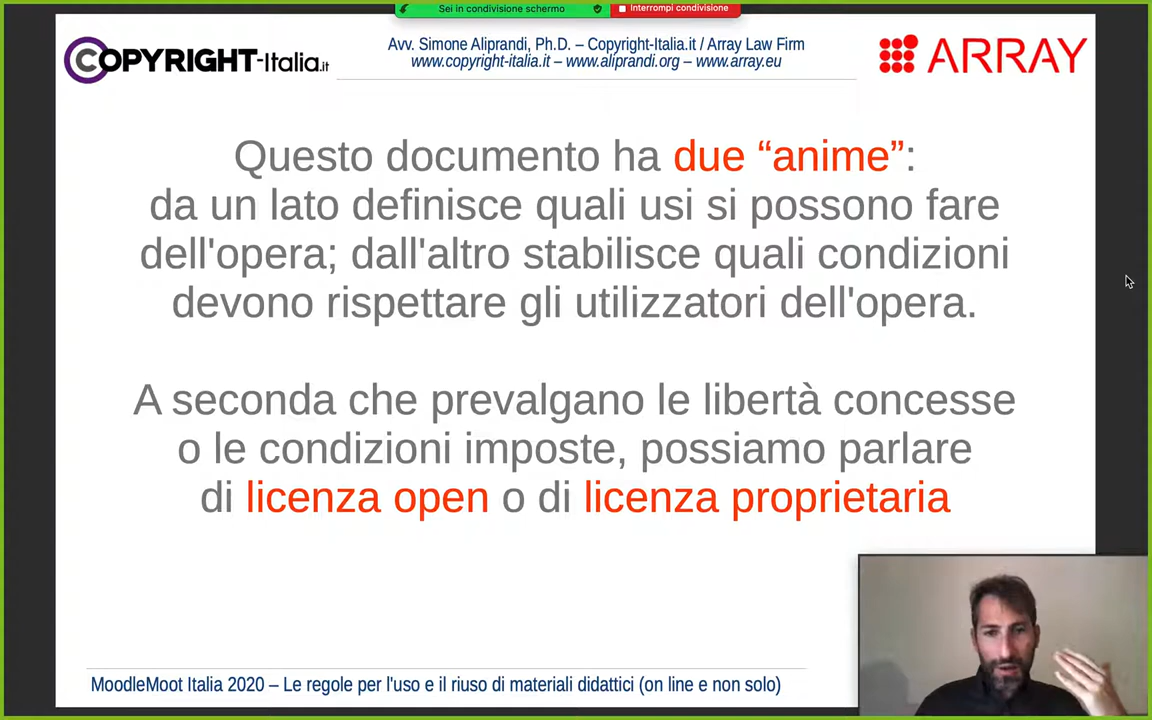 Sei in condivisione schermo
Interrompi condivisione
COPYRIGHT-Italia.it
Avv. Simone Aliprandi, Ph.D. – Copyright-Italia.it / Array Law Firm
www.copyright-italia.it – www.aliprandi.org – www.array.eu
ARRAY
Questo documento ha due “anime”:
da un lato definisce quali usi si possono fare
dell'opera; dall'altro stabilisce quali condizioni
devono rispettare gli utilizzatori dell'opera.
A seconda che prevalgano le libertà concesse
o le condizioni imposte, possiamo parlare
di licenza open o di licenza proprietaria
MoodleMoot Italia 2020 – Le regole per l'uso e il riuso di materiali didattici (on line e non solo)